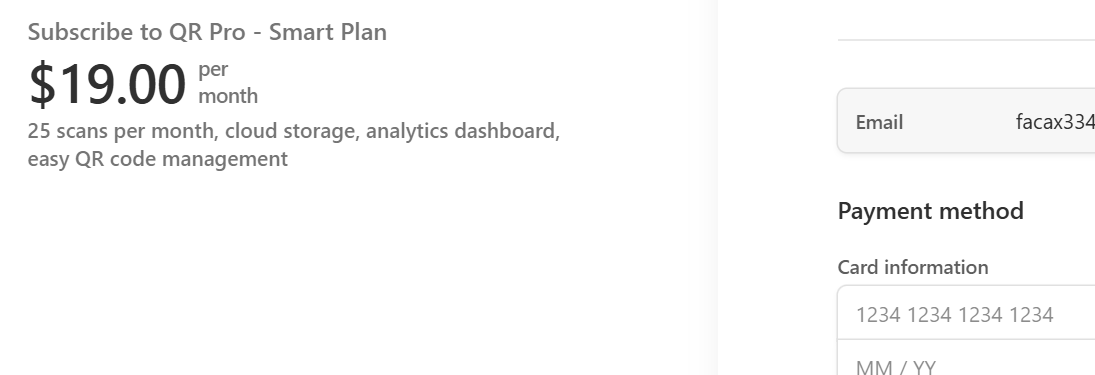 Subscribe to QR Pro - Smart Plan
$19.00 per
month
25 scans per month, cloud storage, analytics dashboard,
easy QR code management
Email facax334
Payment method
Card information
1234 1234 1234 1234
MM / YY